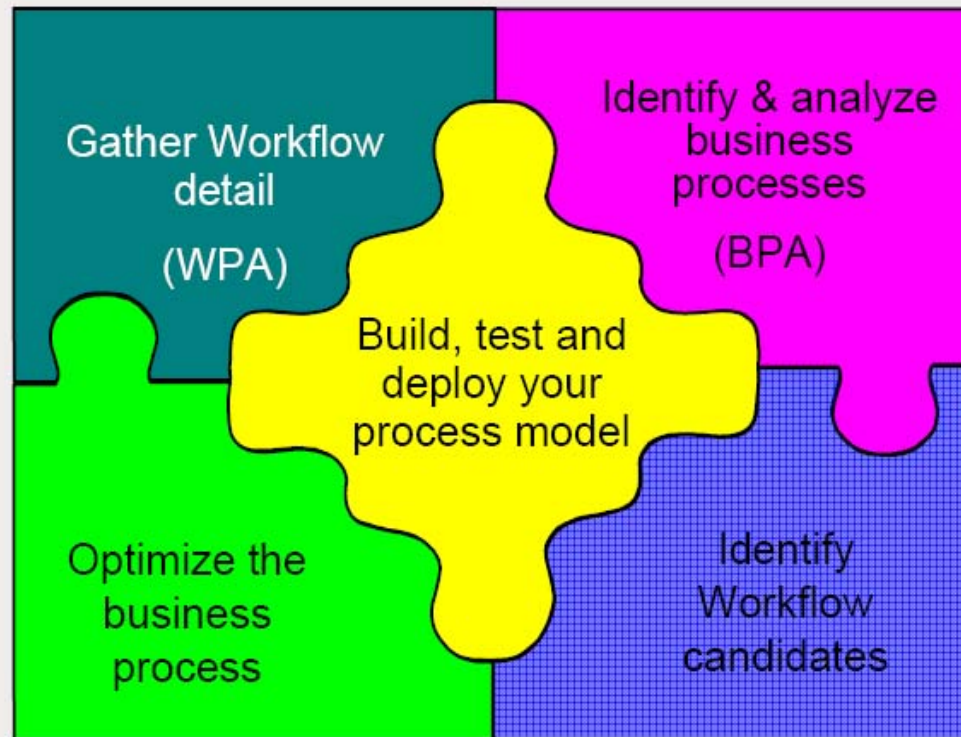 Gather Workflow
detail
(WPA)
Identify & analyze
business
processes
(BPA)
Build, test and
deploy your
process model
Optimize the
business
process
Identify
Workflow
candidates